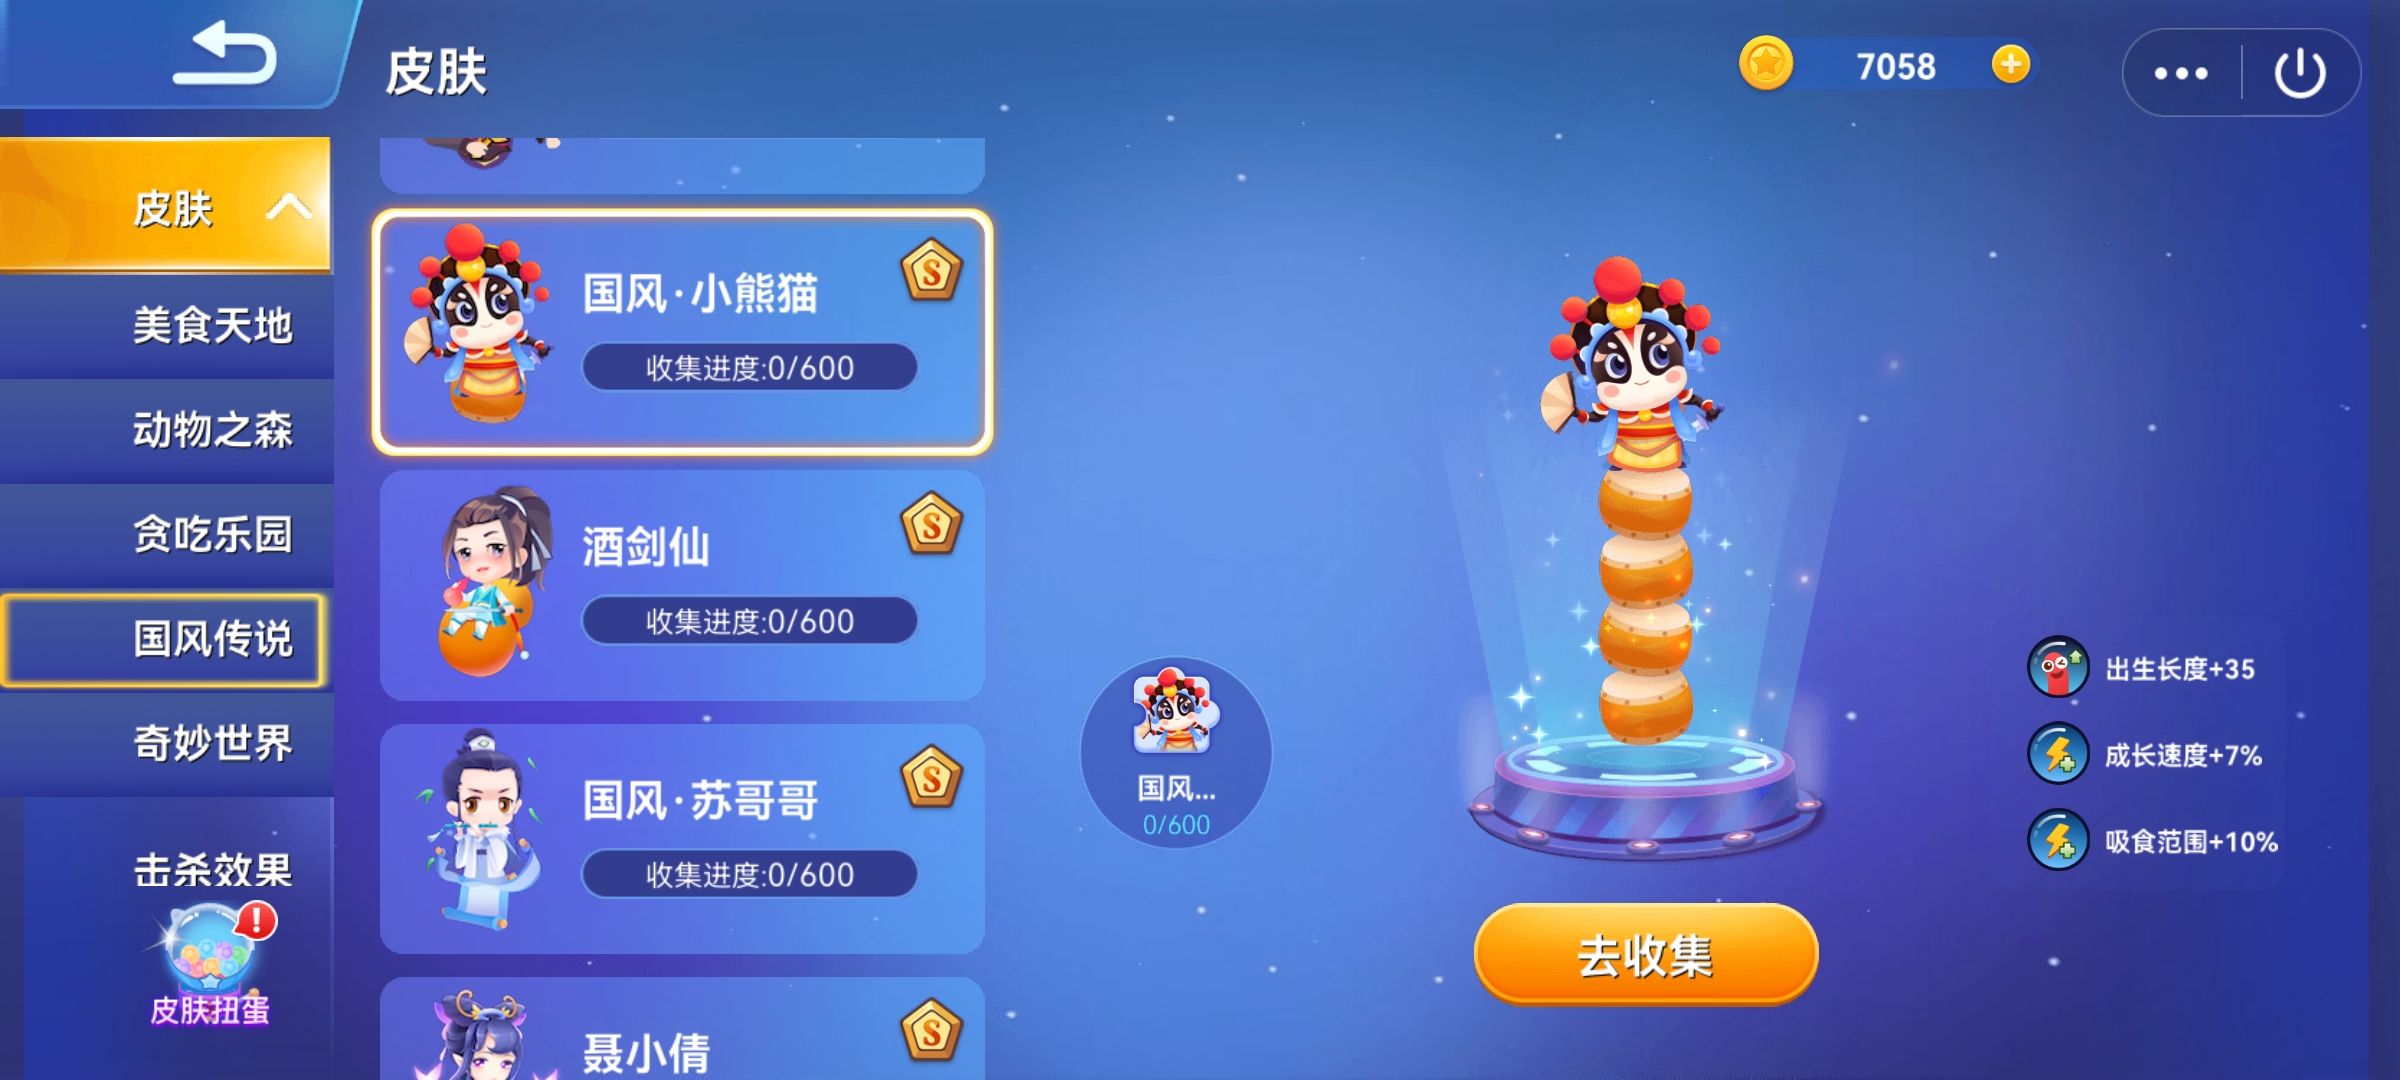 皮肤
7058
皮肤
美食天地
动物之森
贪吃乐园
国风传说
奇妙世界
击杀效果
皮肤扭蛋
国风·小熊猫
S
收集进度:0/600
酒剑仙
S
收集进度:0/600
国风·苏哥哥
S
收集进度:0/600
聂小倩
S
国风...
0/600
出生长度+35
成长速度+7%
吸食范围+10%
去收集